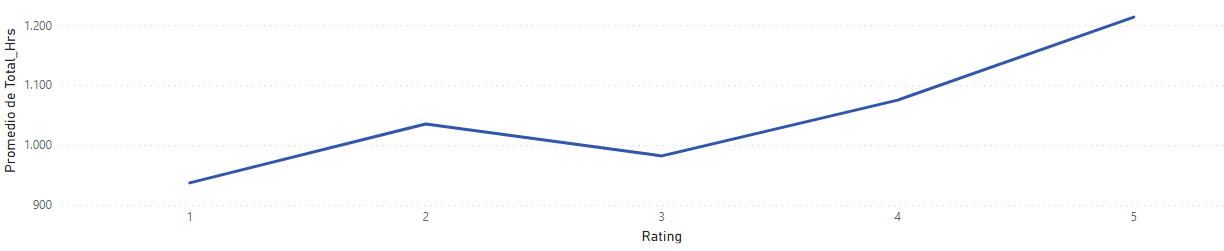 Promedio de Total_Hrs
1.200
1.100
1.000
900
1 2 3 4 5
Rating